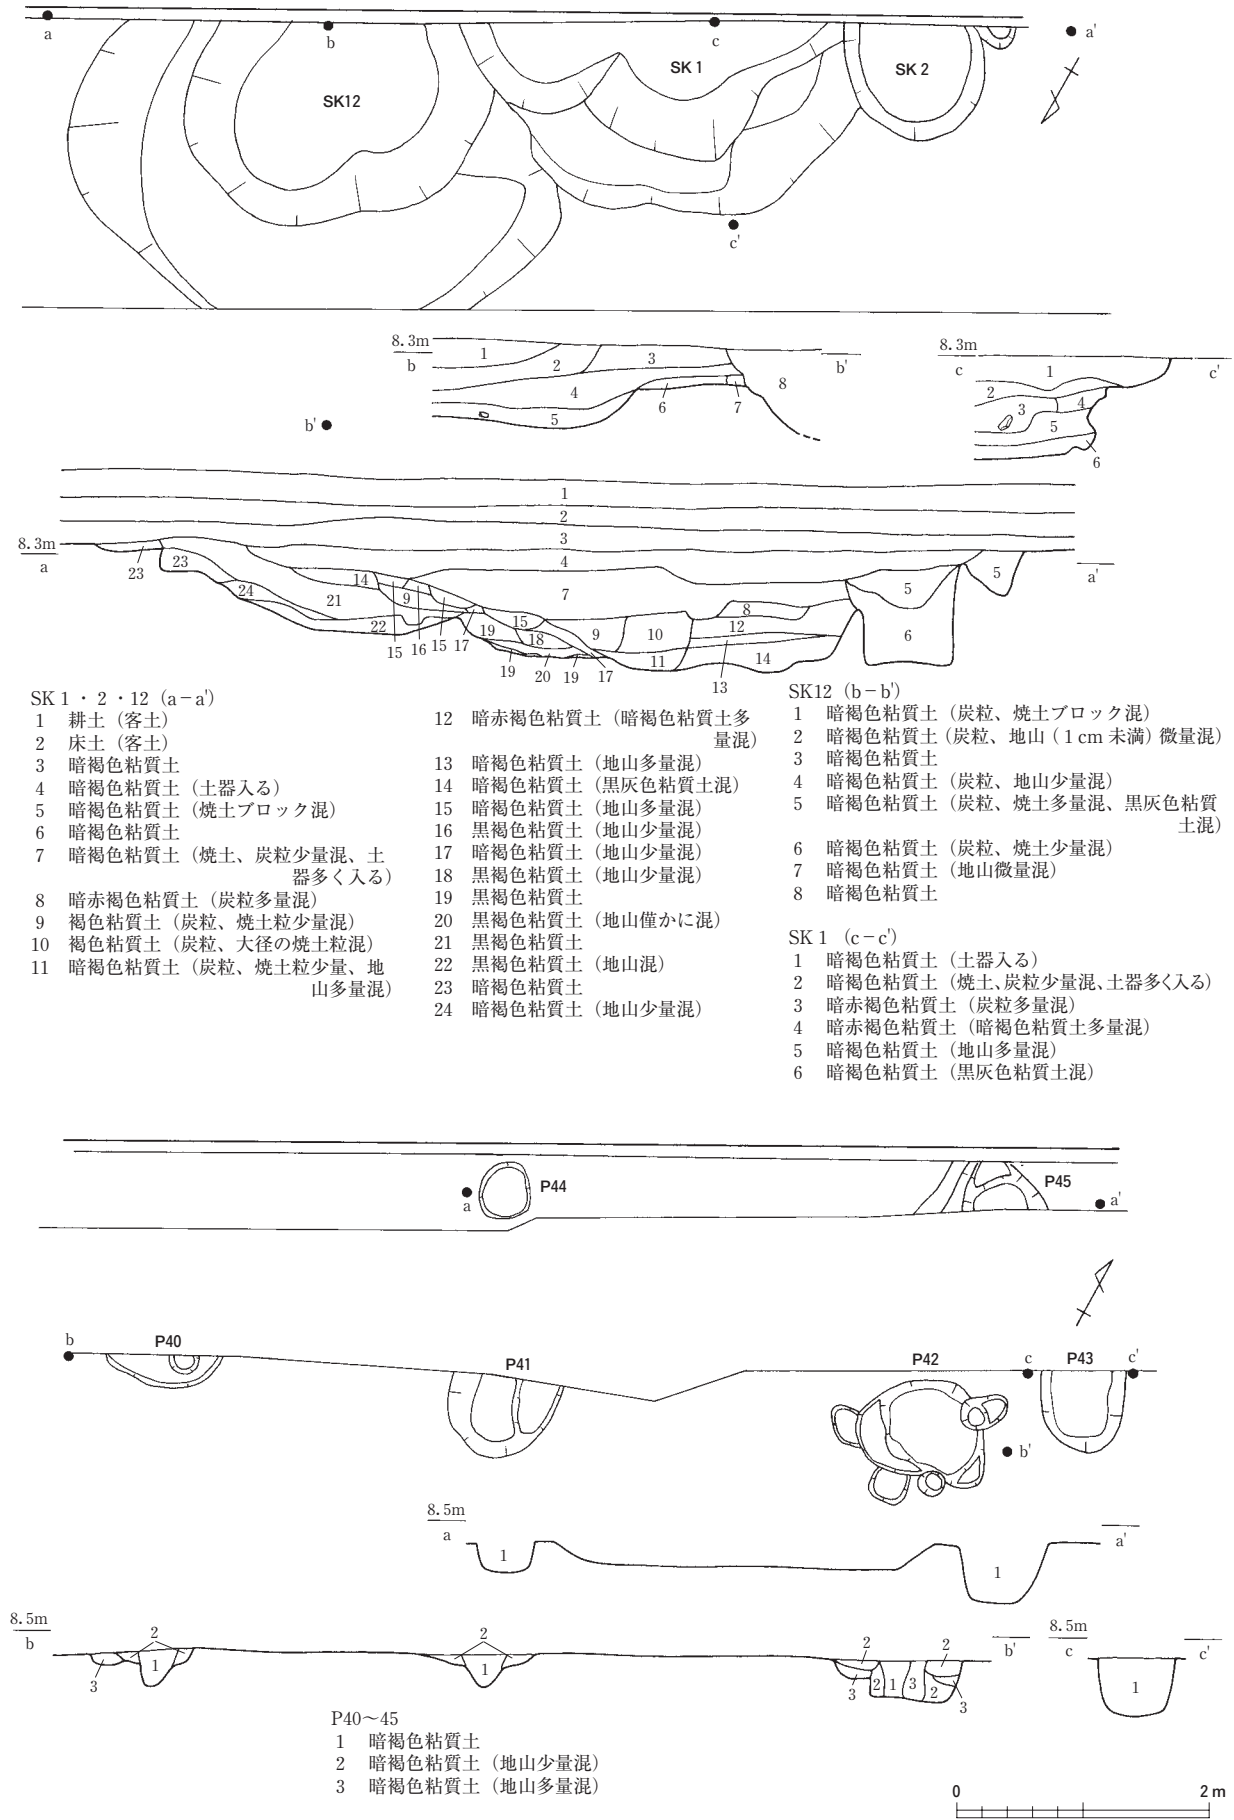 a
b
c
a'
SK12
SK 1
SK 2
c'
8.3m
b
b'
1
2
3
4
5
6
7
8
8.3m
c
c'
1
2
3
4
5
6
b'
1
2
3
8.3m
a
a'
4
23
23
24
21
22
14
9
15
16
15
17
7
19
18
15
19
20
19
17
9
10
11
8
12
13
14
5
6
5
SK 1・2・12（a－a'）
1　耕土（客土）
2　床土（客土）
3　暗褐色粘質土
4　暗褐色粘質土（土器入る）
5　暗褐色粘質土（焼土ブロック混）
6　暗褐色粘質土
7　暗褐色粘質土（焼土、炭粒少量混、土
器多く入る）
8　暗赤褐色粘質土（炭粒多量混）
9　褐色粘質土（炭粒、焼土粒少量混）
10　褐色粘質土（炭粒、大径の焼土粒混）
11　暗褐色粘質土（炭粒、焼土粒少量、地
山多量混）
12　暗赤褐色粘質土（暗褐色粘質土多
量混）
13　暗褐色粘質土（地山多量混）
14　暗褐色粘質土（黒灰色粘質土混）
15　暗褐色粘質土（地山多量混）
16　黒褐色粘質土（地山少量混）
17　暗褐色粘質土（地山少量混）
18　黒褐色粘質土（地山少量混）
19　黒褐色粘質土
20　黒褐色粘質土（地山僅かに混）
21　黒褐色粘質土
22　黒褐色粘質土（地山混）
23　暗褐色粘質土
24　暗褐色粘質土（地山少量混）
SK12（b－b'）
1　暗褐色粘質土（炭粒、焼土ブロック混）
2　暗褐色粘質土（炭粒、地山（1cm 未満）微量混）
3　暗褐色粘質土
4　暗褐色粘質土（炭粒、地山少量混）
5　暗褐色粘質土（炭粒、焼土多量混、黒灰色粘質
土混）
6　暗褐色粘質土（炭粒、焼土少量混）
7　暗褐色粘質土（地山微量混）
8　暗褐色粘質土
SK 1 （c－c'）
1　暗褐色粘質土（土器入る）
2　暗褐色粘質土（焼土、炭粒少量混、土器多く入る）
3　暗赤褐色粘質土（炭粒多量混）
4　暗赤褐色粘質土（暗褐色粘質土多量混）
5　暗褐色粘質土（地山多量混）
6　暗褐色粘質土（黒灰色粘質土混）
a
P44
P45
a'
b
P40
P41
P42
c
P43
c'
b'
8.5m
a
1
1
a'
8.5m
b
2
1
3
2
1
2
2
3
2
1
3
2
3
b'
8.5m
c
1
c'
P40～45
1　暗褐色粘質土
2　暗褐色粘質土（地山少量混）
3　暗褐色粘質土（地山多量混）
0
2 m